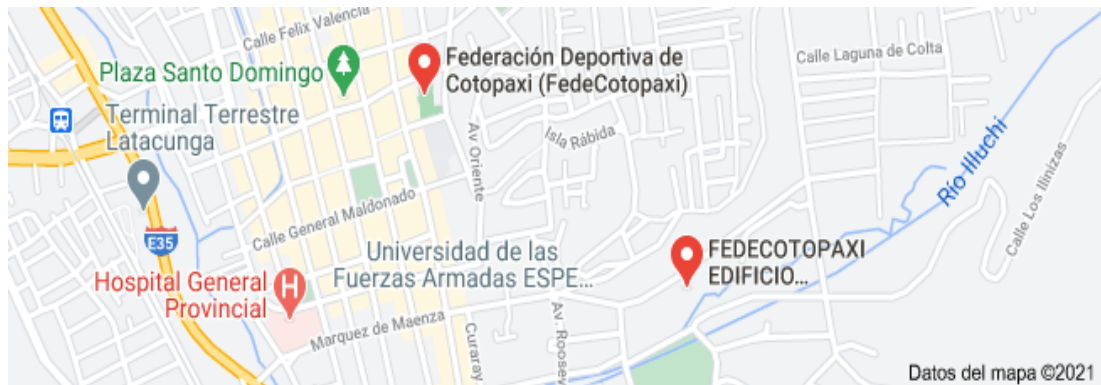 Calle Felix Valencia
Plaza Santo Domingo
Federación Deportiva de
Cotopaxi (FedeCotopaxi)
Calle Laguna de Colta
Terminal Terrestre
Latacunga
Av Oriente
Isla Rábida
Río Illuchi
Calle Los Ilinizas
Calle General Maldonado
E35
Universidad de las
Fuerzas Armadas ESPE...
FEDECOTOPAXI
EDIFICIO...
Hospital General
Provincial
H
Marquez de Maenza
Curaray
Av. Roosev
Datos del mapa ©2021